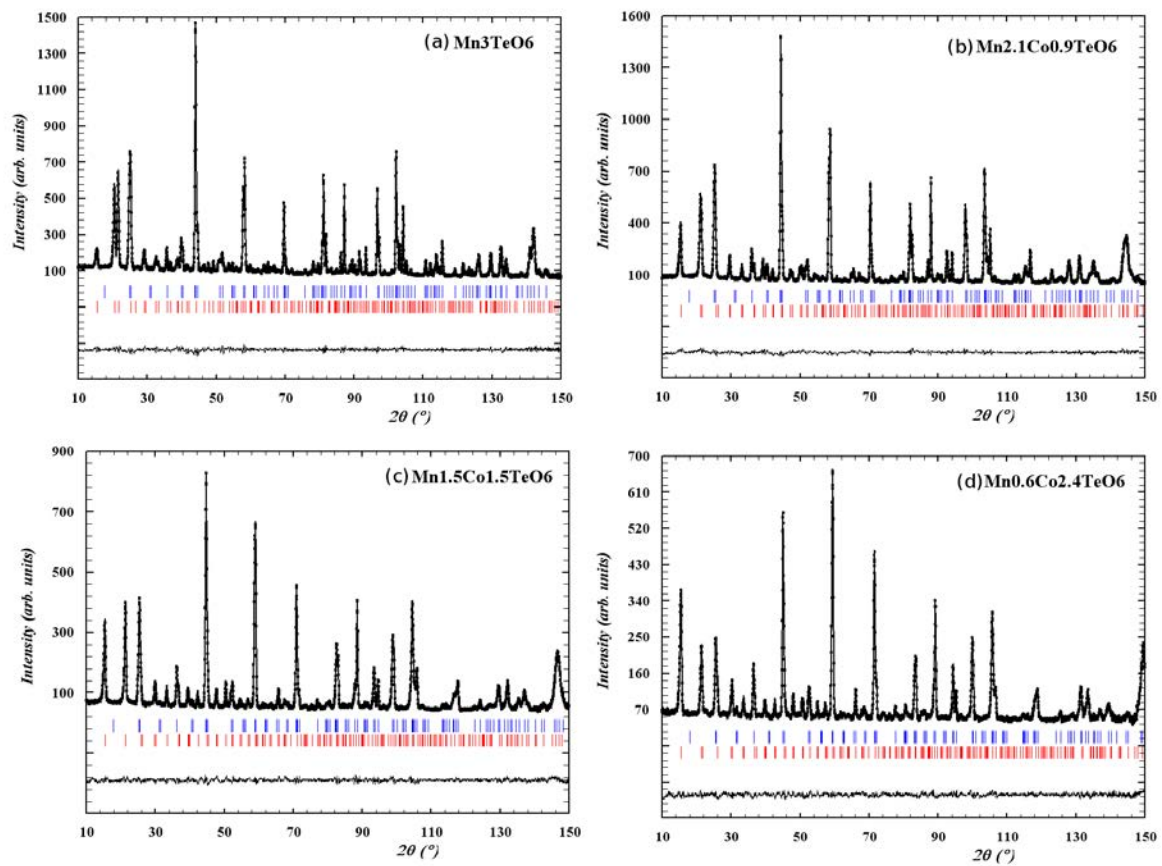 (a) Mn3TeO6
Intensity (arb. units)
1500
1300
1100
900
700
500
300
100
10 30 50 70 90 110 130 150
2θ (°)
(b) Mn2.1Co0.9TeO6
Intensity (arb. units)
1600
1300
1000
700
400
100
10 30 50 70 90 110 130 150
2θ (°)
(c) Mn1.5Co1.5TeO6
Intensity (arb. units)
900
700
500
300
100
10 30 50 70 90 110 130 150
2θ (°)
(d) Mn0.6Co2.4TeO6
Intensity (arb. units)
700
610
520
430
340
250
160
70
10 30 50 70 90 110 130 150
2θ (°)